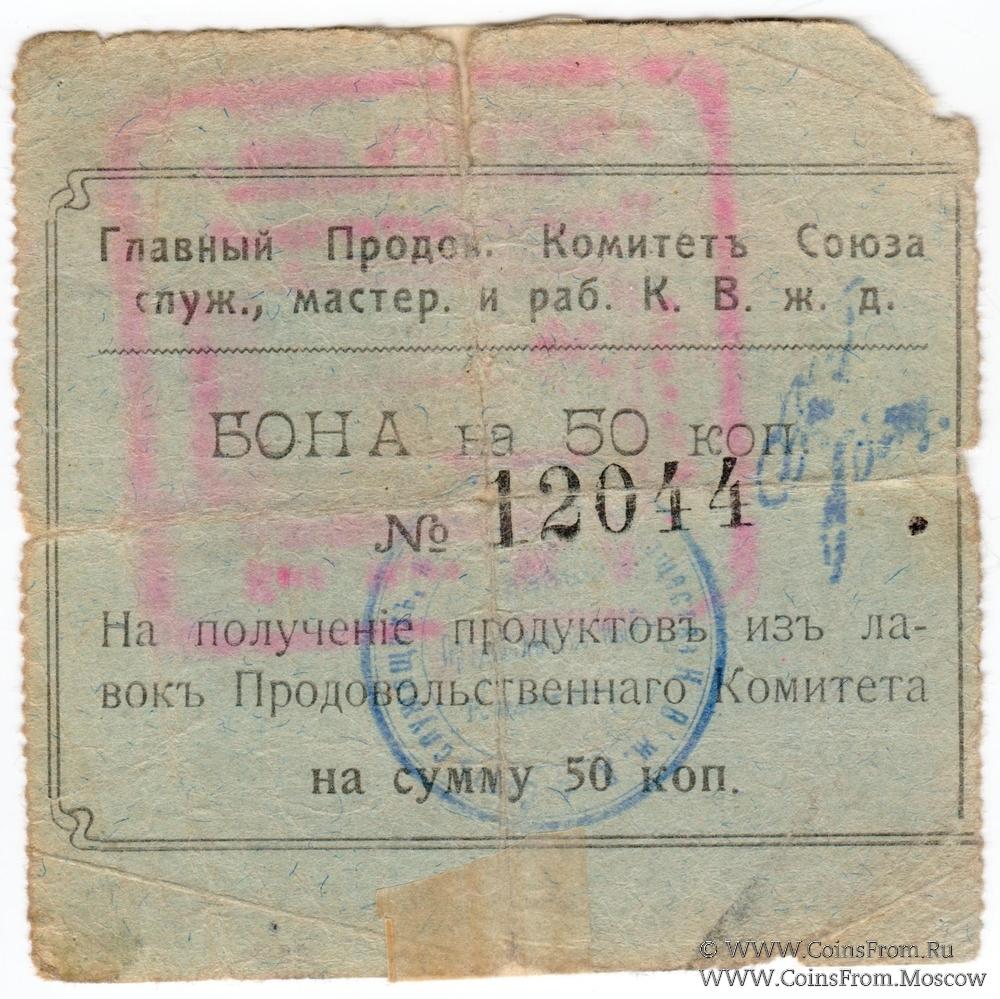 Главный Продов. Комитетъ Союза
служ., мастер. и раб. К. В. ж. д.
БОНА на 50 коп.
№ 12044
На полученіе продуктовъ изъ ла-
вокъ Продовольственнаго Комитета
на сумму 50 коп.
© WWW.CoinsFrom.Ru
WWW.CoinsFrom.Moscow